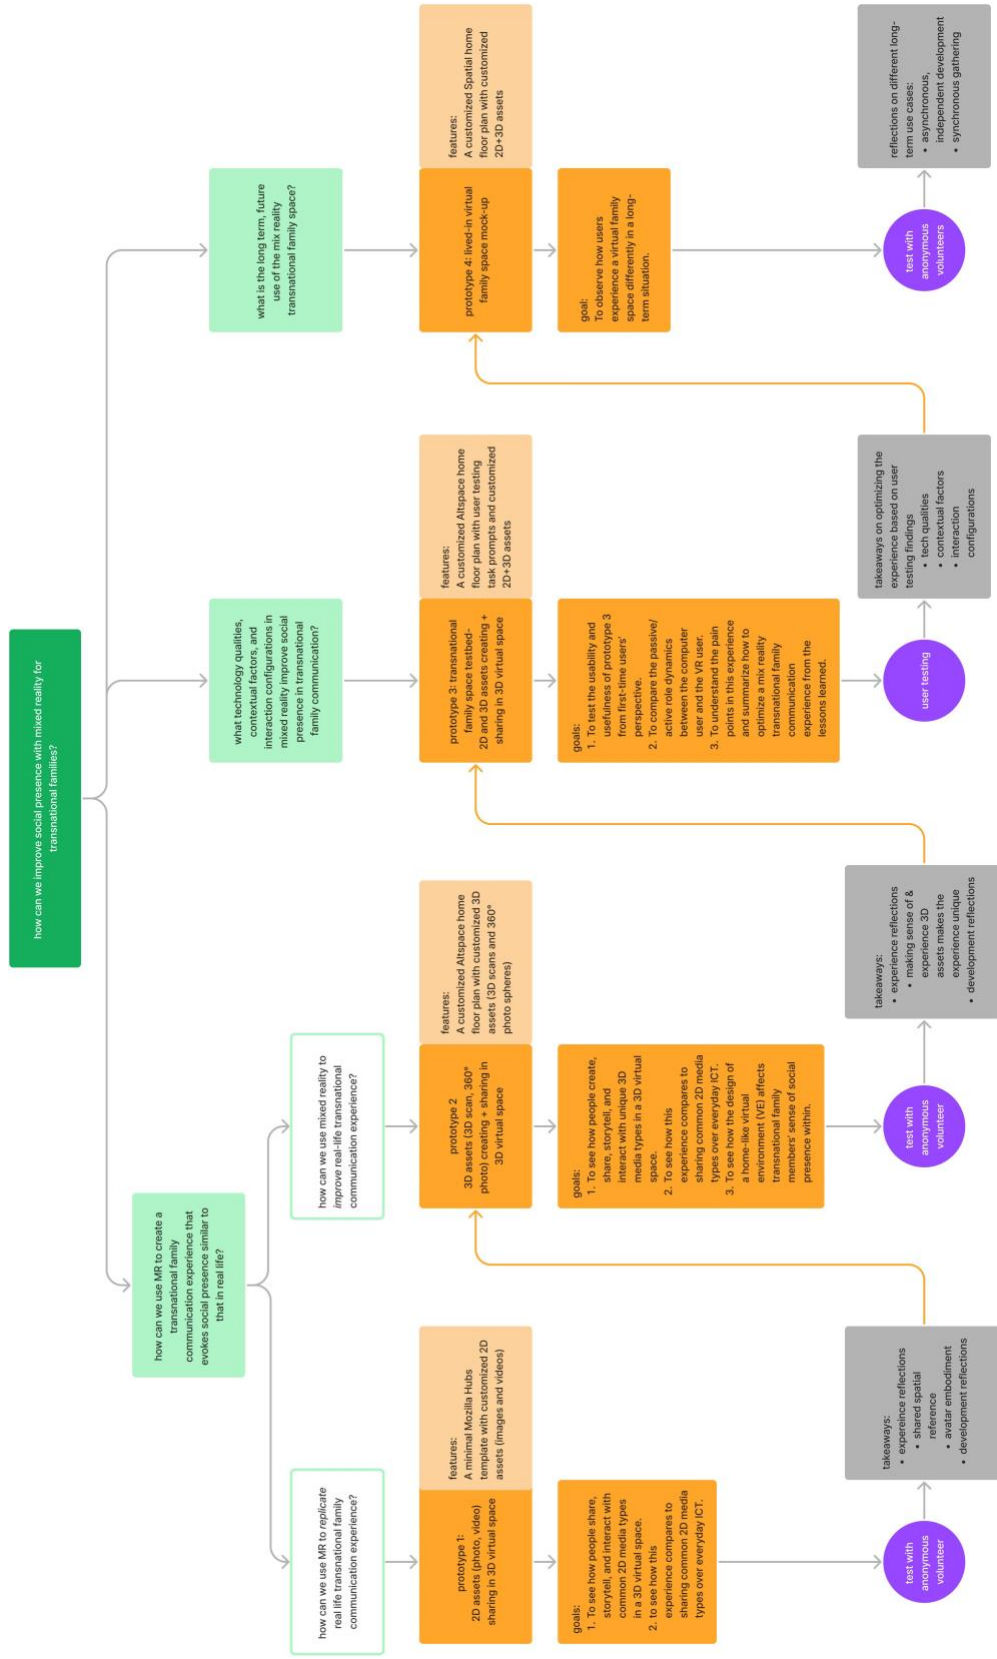 how can we improve social presence with mixed reality for
transnational families?
how can we use MR to create a
transnational family
communication experience that
evokes social presence similar to
that in real life?
how can we use MR to replicate
real life transnational family
communication experience?
prototype 1:
2D assets (photo, video)
sharing in 3D virtual space
features:
A minimal Mozilla Hubs
template with customized 2D
assets (images and videos)
goals:
1. To see how people share,
storytell, and interact with
common 2D media types
in a 3D virtual space.
2. to see how this
experience compares to
sharing common 2D media
types over everyday ICT.
test with
anonymous
volunteer
takeaways:
• expereince reflections
• shared spatial
reference
• avatar embodiment
• development reflections
how can we use mixed reality to
improve real-life transnational
communication experience?
prototype 2
3D assets (3D scan, 360°
photo) creating + sharing in
3D virtual space
features:
A customized Altspace home
floor plan with customized 3D
assets (3D scans and 360°
photo spheres)
goals:
1. To see how people create,
share, storytell, and
interact with unique 3D
media types in a 3D virtual
space.
2. To see how this
experience compares to
sharing common 2D media
types over everyday ICT.
3. To see how the design of
a home-like virtual
environment (VE) affects
transnational family
members' sense of social
presence within.
test with
anonymous
volunteer
takeaways:
• experience reflections
• making sense of &
experience 3D
assets makes the
experience unique
• development reflections
what technology qualities,
contextual factors, and
interaction configurations in
mixed reality improve social
presence in transnational
family communication?
prototype 3: transnational
family space testbed-
2D and 3D assets creating +
sharing in 3D virtual space
features:
A customized Altspace home
floor plan with user testing
task prompts and customized
2D+3D assets
goals:
1. To test the usability and
usefulness of prototype 3
from first-time users'
perspective.
2. To compare the passive/
active role dynamics
between the computer
user and the VR user.
3. To understand the pain
points in this experience
and summarize how to
optimize a mix reality
transnational family
communication
experience from the
lessons learned.
user testing
takeaways on optimizing the
experience based on user
testing findings
• tech qualities
• contextual factors
• interaction
configurations
what is the long term, future
use of the mix reality
transnational family space?
prototype 4: lived-in virtual
family space mock-up
features:
A customized Spatial home
floor plan with customized
2D+3D assets
goal:
To observe how users
experience a virtual family
space differently in a long-
term situation.
test with
anonymous
volunteers
reflections on different long-
term use cases:
• asynchronous,
independent development
• synchronous gathering